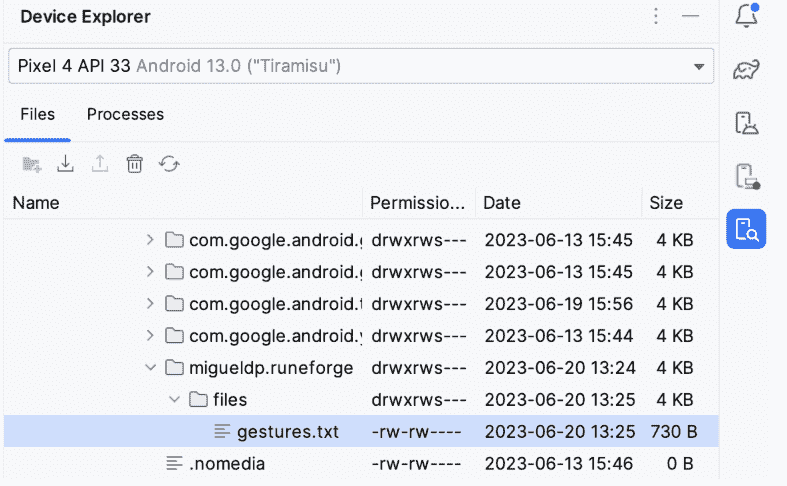 Device Explorer
Pixel 4 API 33 Android 13.0 ("Tiramisu")
Files Processes
Name Permissio... Date Size
com.google.android.g drwxrws--- 2023-06-13 15:45 4 KB
com.google.android.g drwxrws--- 2023-06-13 15:45 4 KB
com.google.android.t drwxrws--- 2023-06-19 15:56 4 KB
com.google.android.y drwxrws--- 2023-06-13 15:44 4 KB
migueldp.runeforge drwxrws--- 2023-06-20 13:24 4 KB
files drwxrws--- 2023-06-20 13:25 4 KB
gestures.txt -rw-rw---- 2023-06-20 13:25 730 B
.nomedia -rw-rw---- 2023-06-13 15:46 0 B